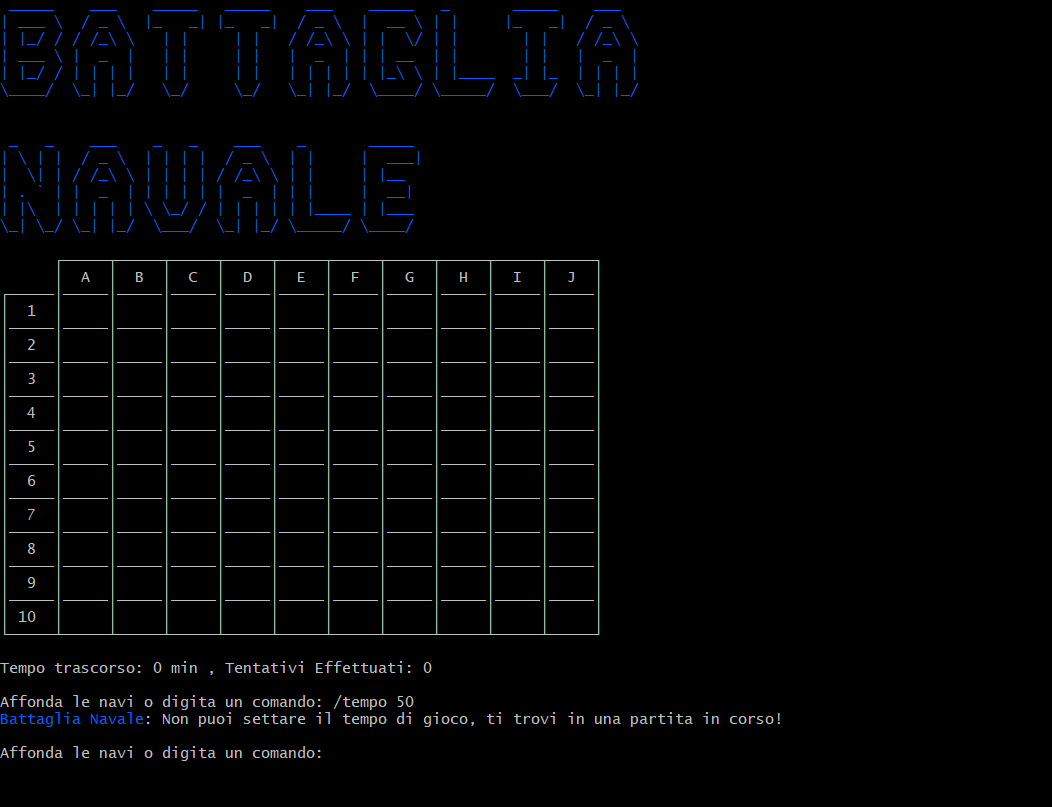 BATTAGLIA
NAVALE
A B C D E F G H I J
1
2
3
4
5
6
7
8
9
10
Tempo trascorso: 0 min , Tentativi Effettuati: 0
Affonda le navi o digita un comando: /tempo 50
Battaglia Navale: Non puoi settare il tempo di gioco, ti trovi in una partita in corso!
Affonda le navi o digita un comando: